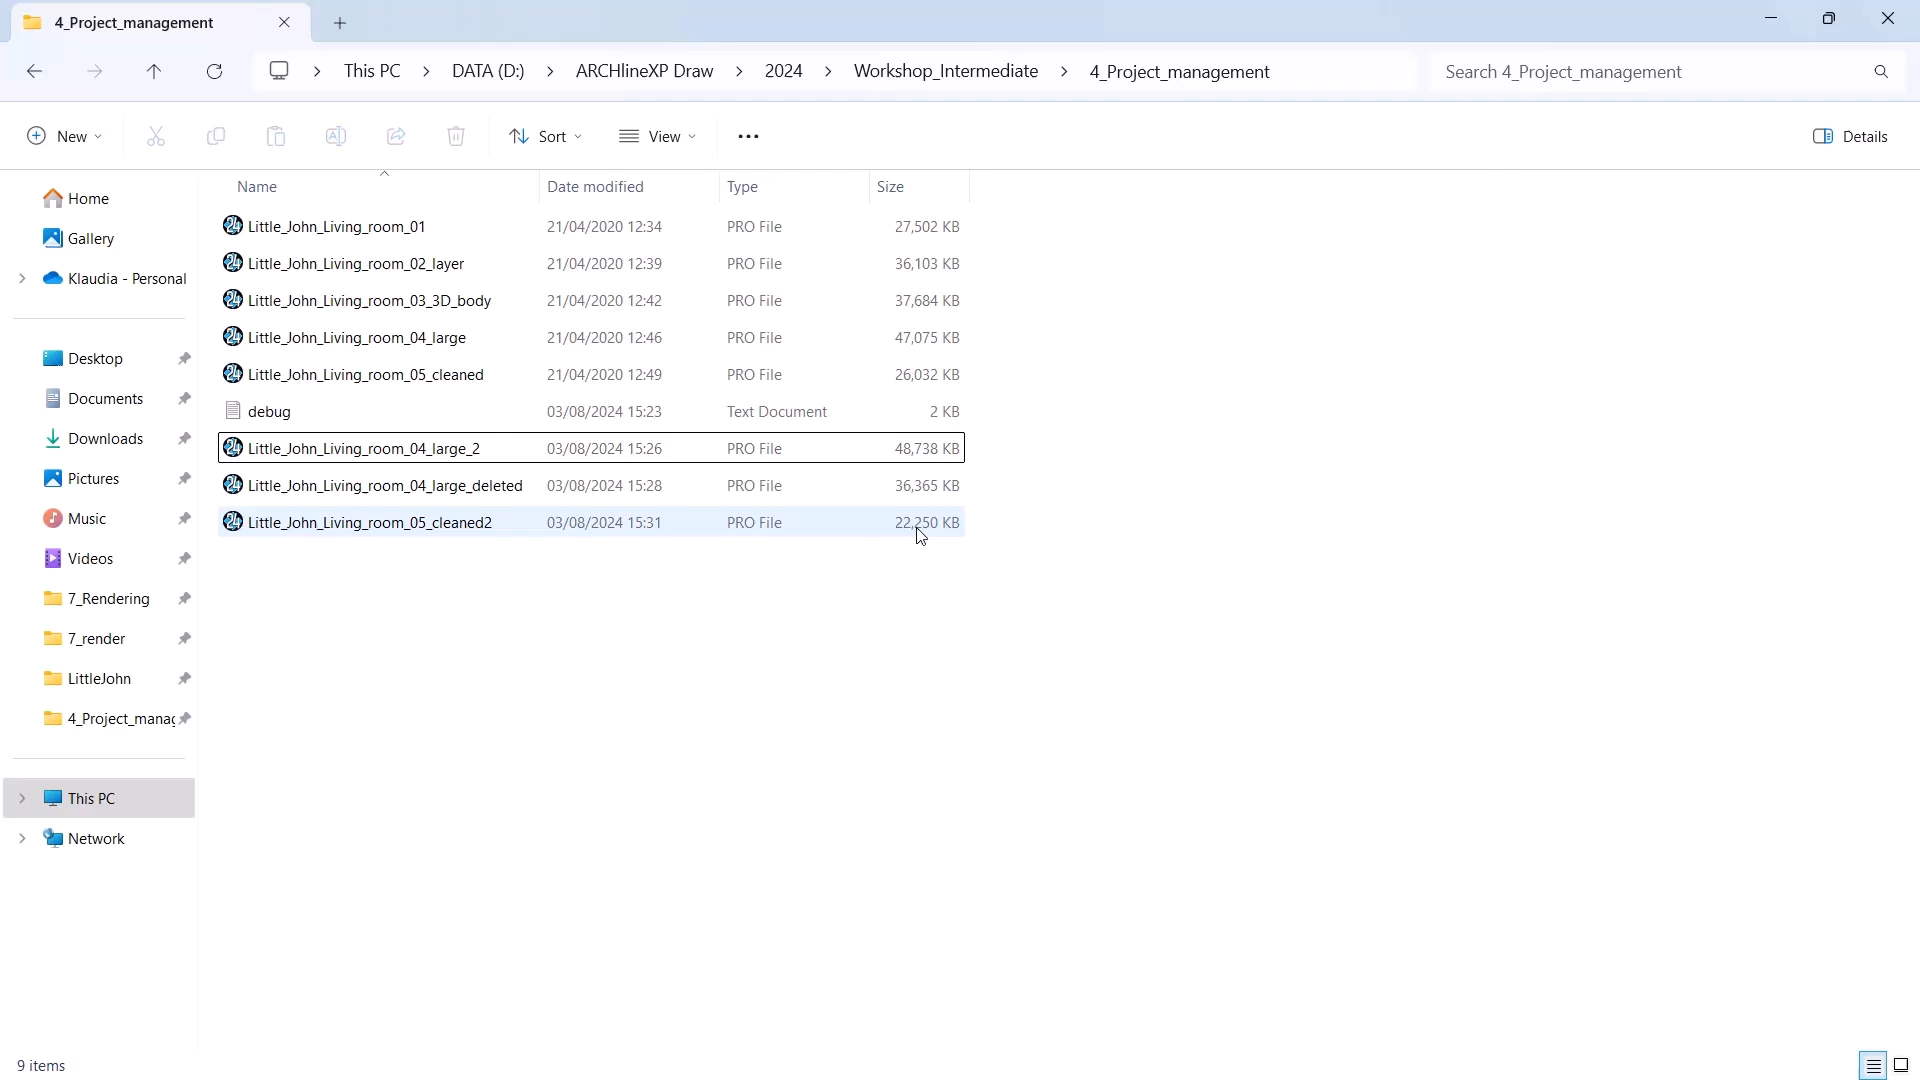 4_Project_management
This PC > DATA (D:) > ARCHlineXP Draw > 2024 > Workshop_Intermediate > 4_Project_management
Search 4_Project_management
New
Sort
View
Details
Home
Gallery
Klaudia - Personal
Desktop
Documents
Downloads
Pictures
Music
Videos
7_Rendering
7_render
LittleJohn
4_Project_manag
This PC
Network
Name Date modified Type Size
Little_John_Living_room_01 21/04/2020 12:34 PRO File 27,502 KB
Little_John_Living_room_02_layer 21/04/2020 12:39 PRO File 36,103 KB
Little_John_Living_room_03_3D_body 21/04/2020 12:42 PRO File 37,684 KB
Little_John_Living_room_04_large 21/04/2020 12:46 PRO File 47,075 KB
Little_John_Living_room_05_cleaned 21/04/2020 12:49 PRO File 26,032 KB
debug 03/08/2024 15:23 Text Document 2 KB
Little_John_Living_room_04_large_2 03/08/2024 15:26 PRO File 48,738 KB
Little_John_Living_room_04_large_deleted 03/08/2024 15:28 PRO File 36,365 KB
Little_John_Living_room_05_cleaned2 03/08/2024 15:31 PRO File 22,250 KB
9 items